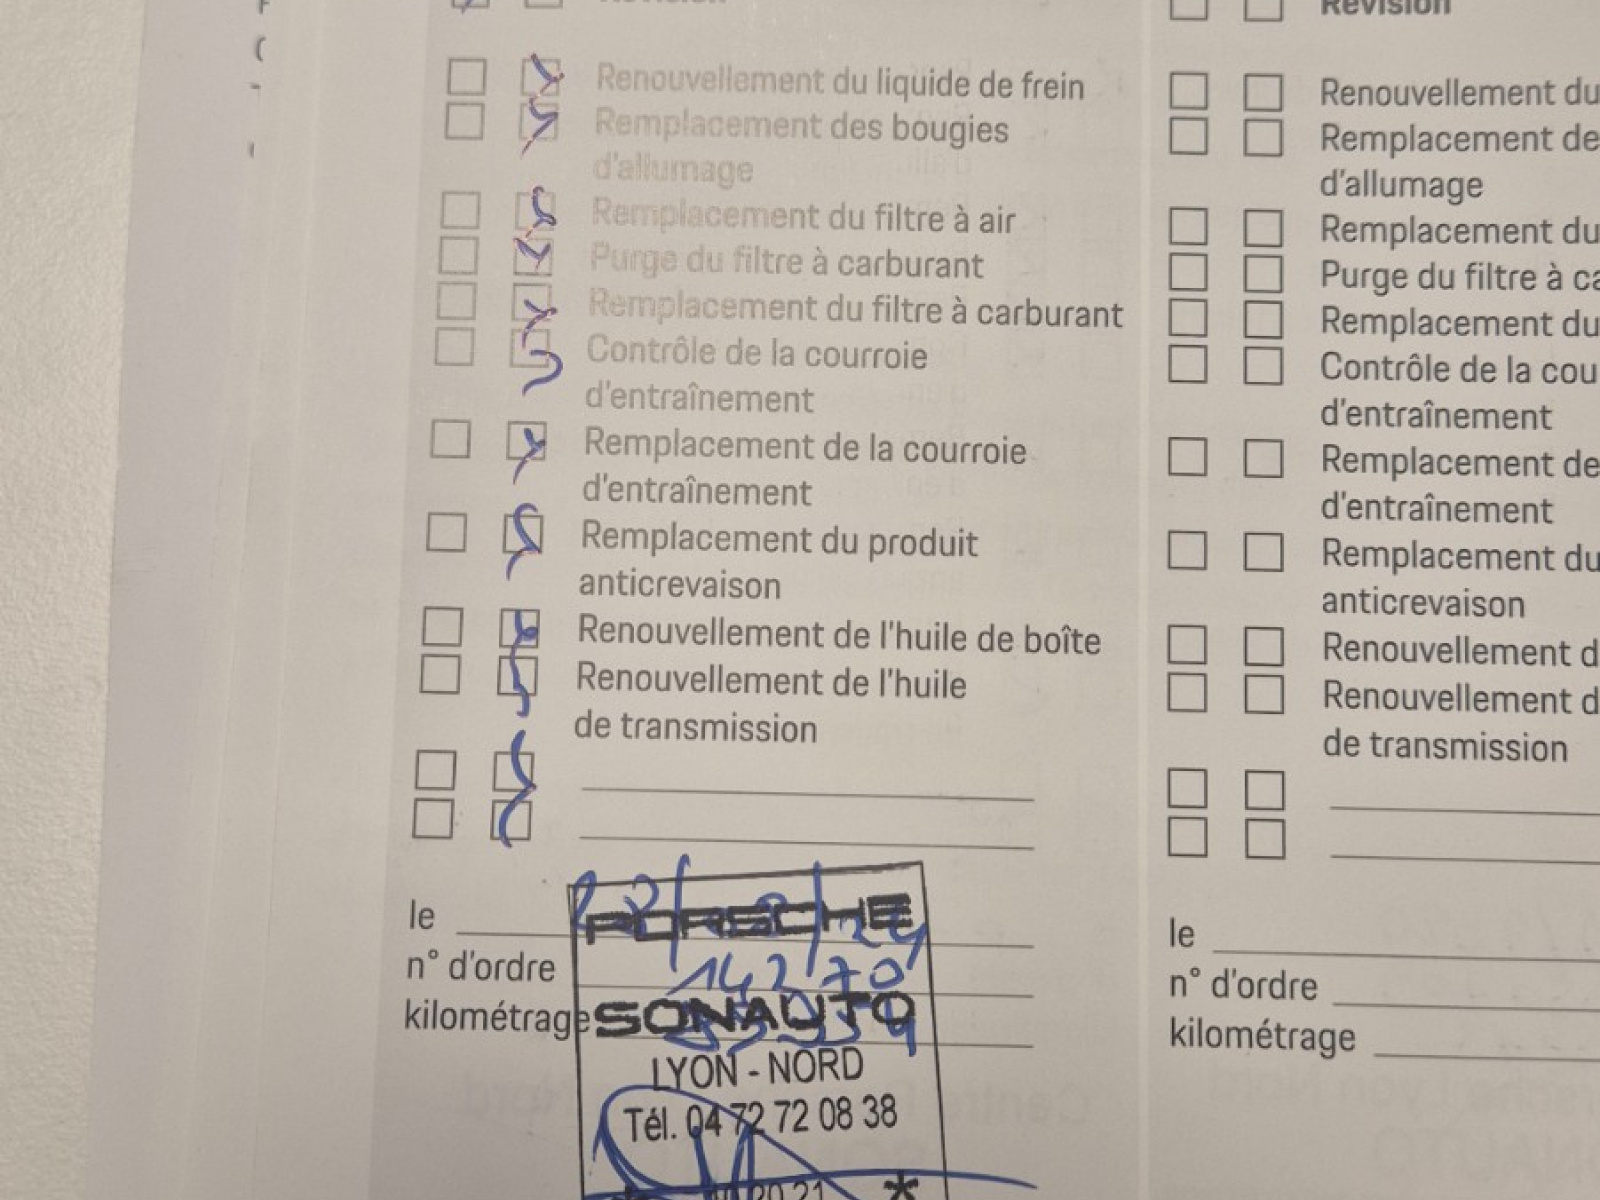 Révision
Renouvellement du liquide de frein
Remplacement des bougies
d'allumage
Remplacement du filtre à air
Purge du filtre à carburant
Remplacement du filtre à carburant
Contrôle de la courroie
d'entraînement
Remplacement de la courroie
d'entraînement
Remplacement du produit
anticrevaison
Renouvellement de l'huile de boîte
Renouvellement de l'huile
de transmission
le
n° d'ordre 14270
kilométrage
PORSCHE
SONAUTO
LYON - NORD
Tél. 04 72 72 08 38
Révision
Renouvellement du
Remplacement de
d'allumage
Remplacement du
Purge du filtre à ca
Remplacement du
Contrôle de la cou
d'entraînement
Remplacement de
d'entraînement
Remplacement du
anticrevaison
Renouvellement d
Renouvellement d
de transmission
le
n° d'ordre
kilométrage